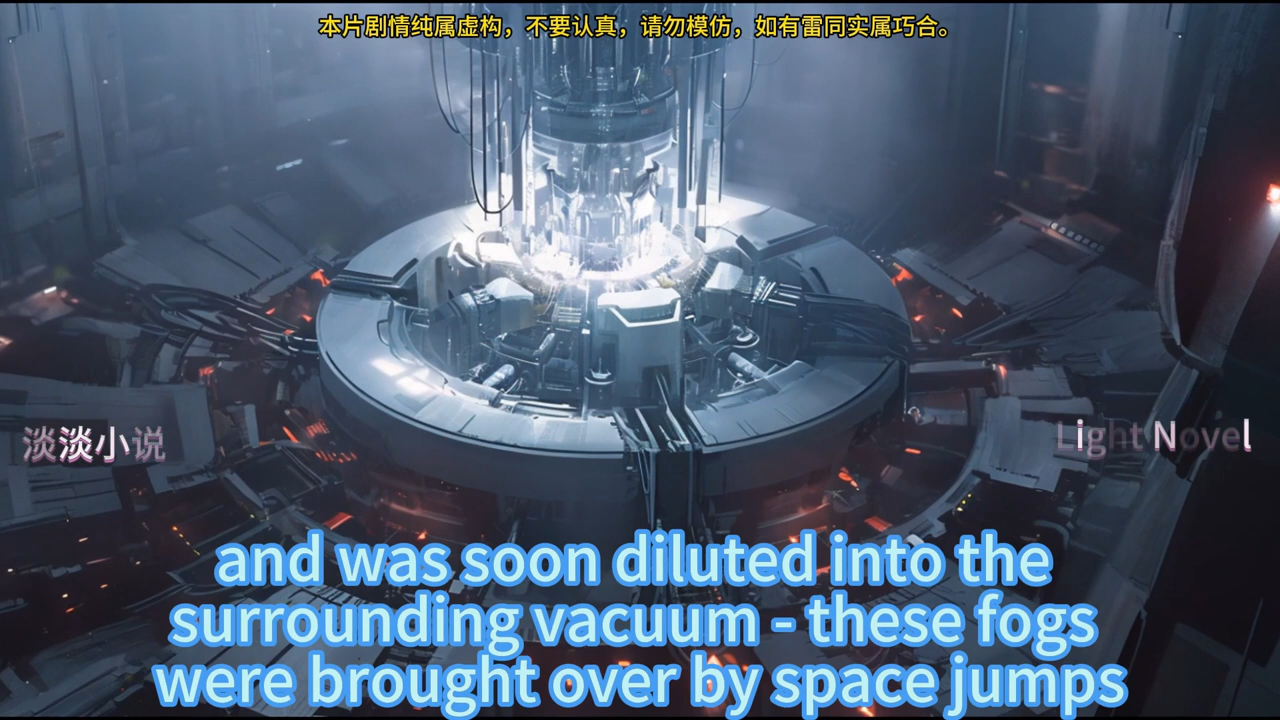 本片剧情纯属虚构，不要认真，请勿模仿，如有雷同实属巧合。
淡淡小说
Light Novel
and was soon diluted into the
surrounding vacuum - these fogs
were brought over by space jumps